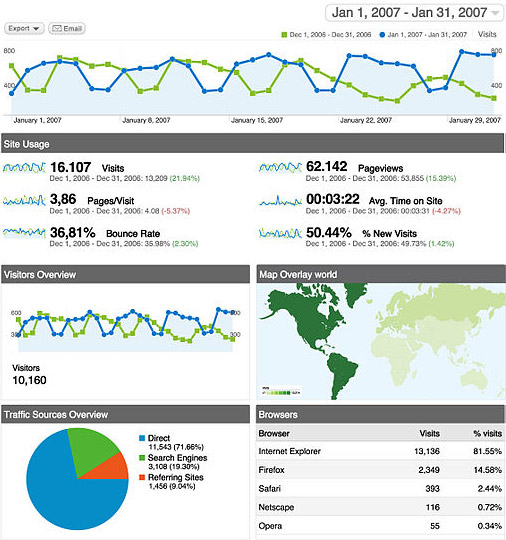 Jan 1, 2007 - Jan 31, 2007
Export
Email
Dec 1, 2006 - Dec 31, 2006
Jan 1, 2007 - Jan 31, 2007
Visits
800
800
400
400
January 1, 2007
January 8, 2007
January 15, 2007
January 22, 2007
January 29, 2007
Site Usage
16.107 Visits
Dec 1, 2006 - Dec 31, 2006: 13,209 (21.94%)
62.142 Pageviews
Dec 1, 2006 - Dec 31, 2006: 53,855 (15.39%)
3,86 Pages/Visit
Dec 1, 2006 - Dec 31, 2006: 4.08 (-5.37%)
00:03:22 Avg. Time on Site
Dec 1, 2006 - Dec 31, 2006: 00:03:31 (-4.27%)
36,81% Bounce Rate
Dec 1, 2006 - Dec 31, 2006: 35.98% (2.30%)
50.44% % New Visits
Dec 1, 2006 - Dec 31, 2006: 49.73% (1.42%)
Visitors Overview
600
600
300
300
Visitors
10,160
Map Overlay world
Traffic Sources Overview
Direct
11,543 (71.66%)
Search Engines
3,108 (19.30%)
Referring Sites
1,456 (9.04%)
Browsers
Browser Visits % visits
Internet Explorer 13,136 81.55%
Firefox 2,349 14.58%
Safari 393 2.44%
Netscape 116 0.72%
Opera 55 0.34%